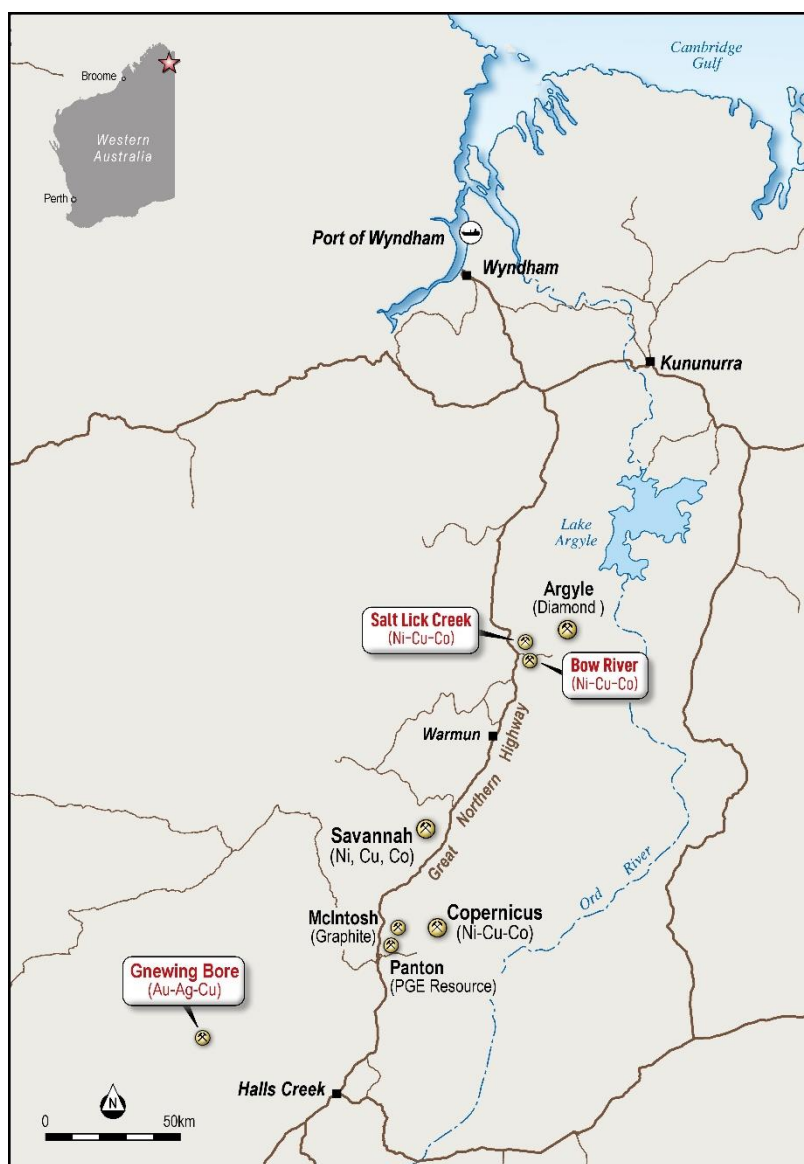 Broome
Western
Australia
Perth
Cambridge
Gulf
Port of Wyndham
Wyndham
Kununurra
Lake
Argyle
Argyle
(Diamond )
Salt Lick Creek
(Ni-Cu-Co)
Bow River
(Ni-Cu-Co)
Warmun
Great Northern Highway
Savannah
(Ni, Cu, Co)
Ord River
McIntosh
(Graphite)
Copernicus
(Ni-Cu-Co)
Panton
(PGE Resource)
Gnewing Bore
(Au-Ag-Cu)
Halls Creek
N
0 50km